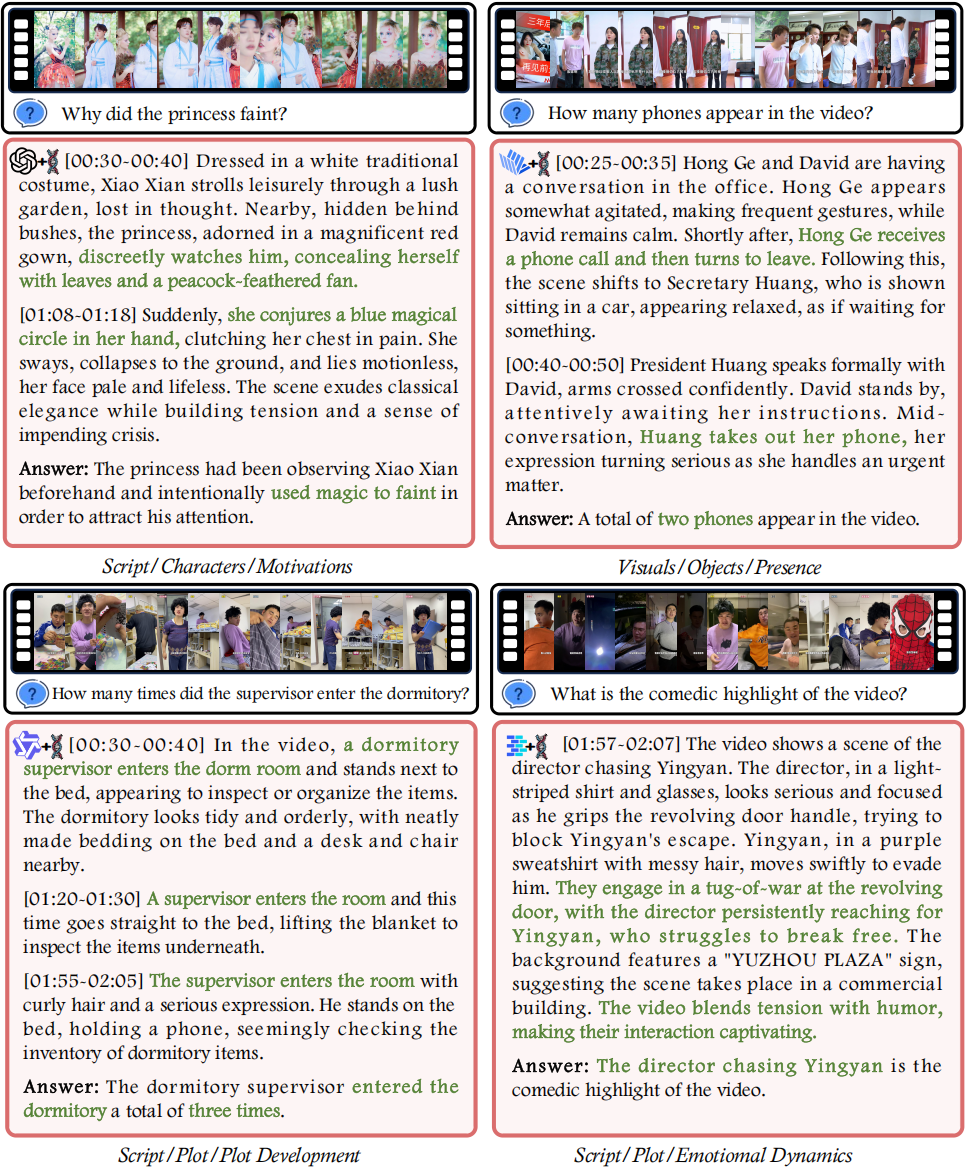 三年后
再见前
Why did the princess faint?
[00:30-00:40] Dressed in a white traditional
costume, Xiao Xian strolls leisurely through a lush
garden, lost in thought. Nearby, hidden behind
bushes, the princess, adorned in a magnificent red
gown, discreetly watches him, concealing herself
with leaves and a peacock-feathered fan.
[01:08-01:18] Suddenly, she conjures a blue magical
circle in her hand, clutching her chest in pain. She
sways, collapses to the ground, and lies motionless,
her face pale and lifeless. The scene exudes classical
elegance while building tension and a sense of
impending crisis.
Answer: The princess had been observing Xiao Xian
beforehand and intentionally used magic to faint in
order to attract his attention.
Script/Characters/Motivations
How many phones appear in the video?
[00:25-00:35] Hong Ge and David are having
a conversation in the office. Hong Ge appears
somewhat agitated, making frequent gestures, while
David remains calm. Shortly after, Hong Ge receives
a phone call and then turns to leave. Following this,
the scene shifts to Secretary Huang, who is shown
sitting in a car, appearing relaxed, as if waiting for
something.
[00:40-00:50] President Huang speaks formally with
David, arms crossed confidently. David stands by,
attentively awaiting her instructions. Mid-
conversation, Huang takes out her phone, her
expression turning serious as she handles an urgent
matter.
Answer: A total of two phones appear in the video.
Visuals/Objects/Presence
How many times did the supervisor enter the dormitory?
[00:30-00:40] In the video, a dormitory
supervisor enters the dorm room and stands next to
the bed, appearing to inspect or organize the items.
The dormitory looks tidy and orderly, with neatly
made bedding on the bed and a desk and chair
nearby.
[01:20-01:30] A supervisor enters the room and this
time goes straight to the bed, lifting the blanket to
inspect the items underneath.
[01:55-02:05] The supervisor enters the room with
curly hair and a serious expression. He stands on the
bed, holding a phone, seemingly checking the
inventory of dormitory items.
Answer: The dormitory supervisor entered the
dormitory a total of three times.
Script/Plot/Plot Development
What is the comedic highlight of the video?
[01:57-02:07] The video shows a scene of the
director chasing Yingyan. The director, in a light-
striped shirt and glasses, looks serious and focused
as he grips the revolving door handle, trying to
block Yingyan's escape. Yingyan, in a purple
sweatshirt with messy hair, moves swiftly to evade
him. They engage in a tug-of-war at the revolving
door, with the director persistently reaching for
Yingyan, who struggles to break free. The
background features a "YUZHOU PLAZA" sign,
suggesting the scene takes place in a commercial
building. The video blends tension with humor,
making their interaction captivating.
Answer: The director chasing Yingyan is the
comedic highlight of the video.
Script/Plot/Emotiomal Dynamics